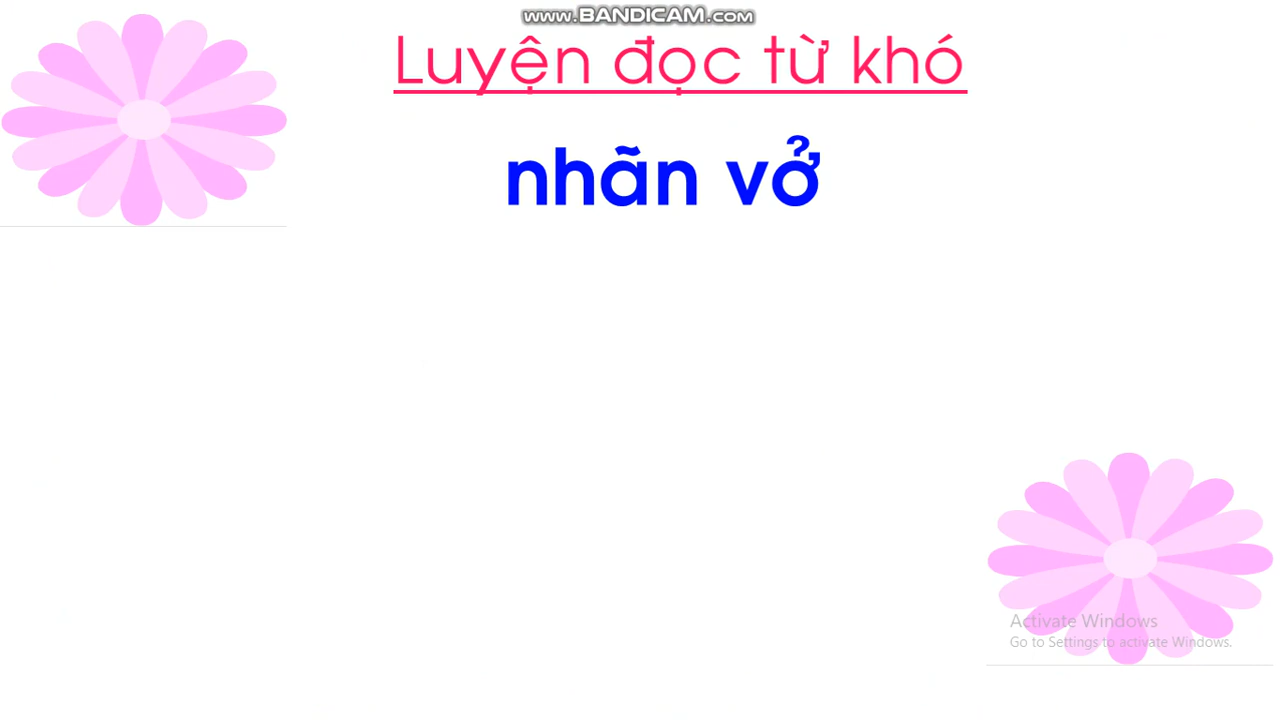 www.BANDICAM.com
Luyện đọc từ khó
nhãn vở
Activate Windows
Go to Settings to activate Windows.